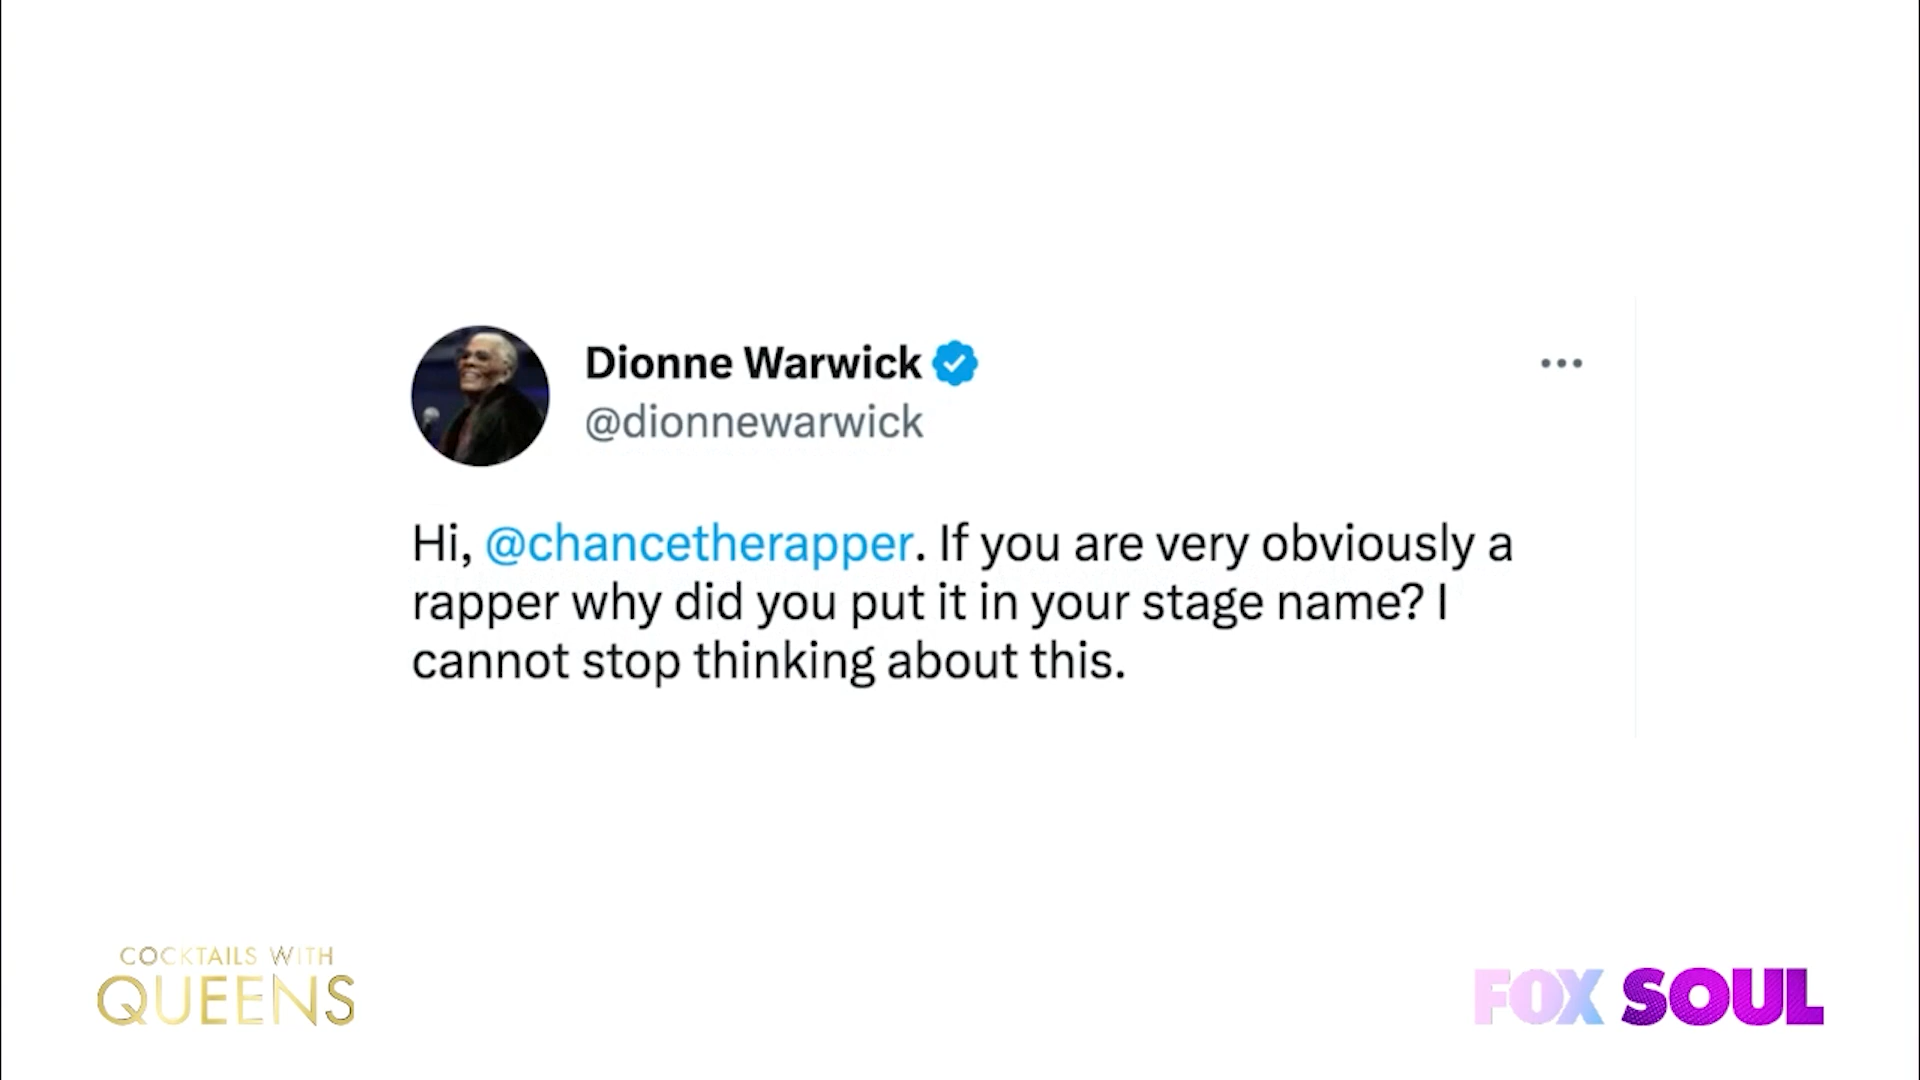 Dionne Warwick
@dionnewarwick
Hi, @chancetherapper. If you are very obviously a
rapper why did you put it in your stage name? I
cannot stop thinking about this.
COCKTAILS WITH
QUEENS
FOX SOUL